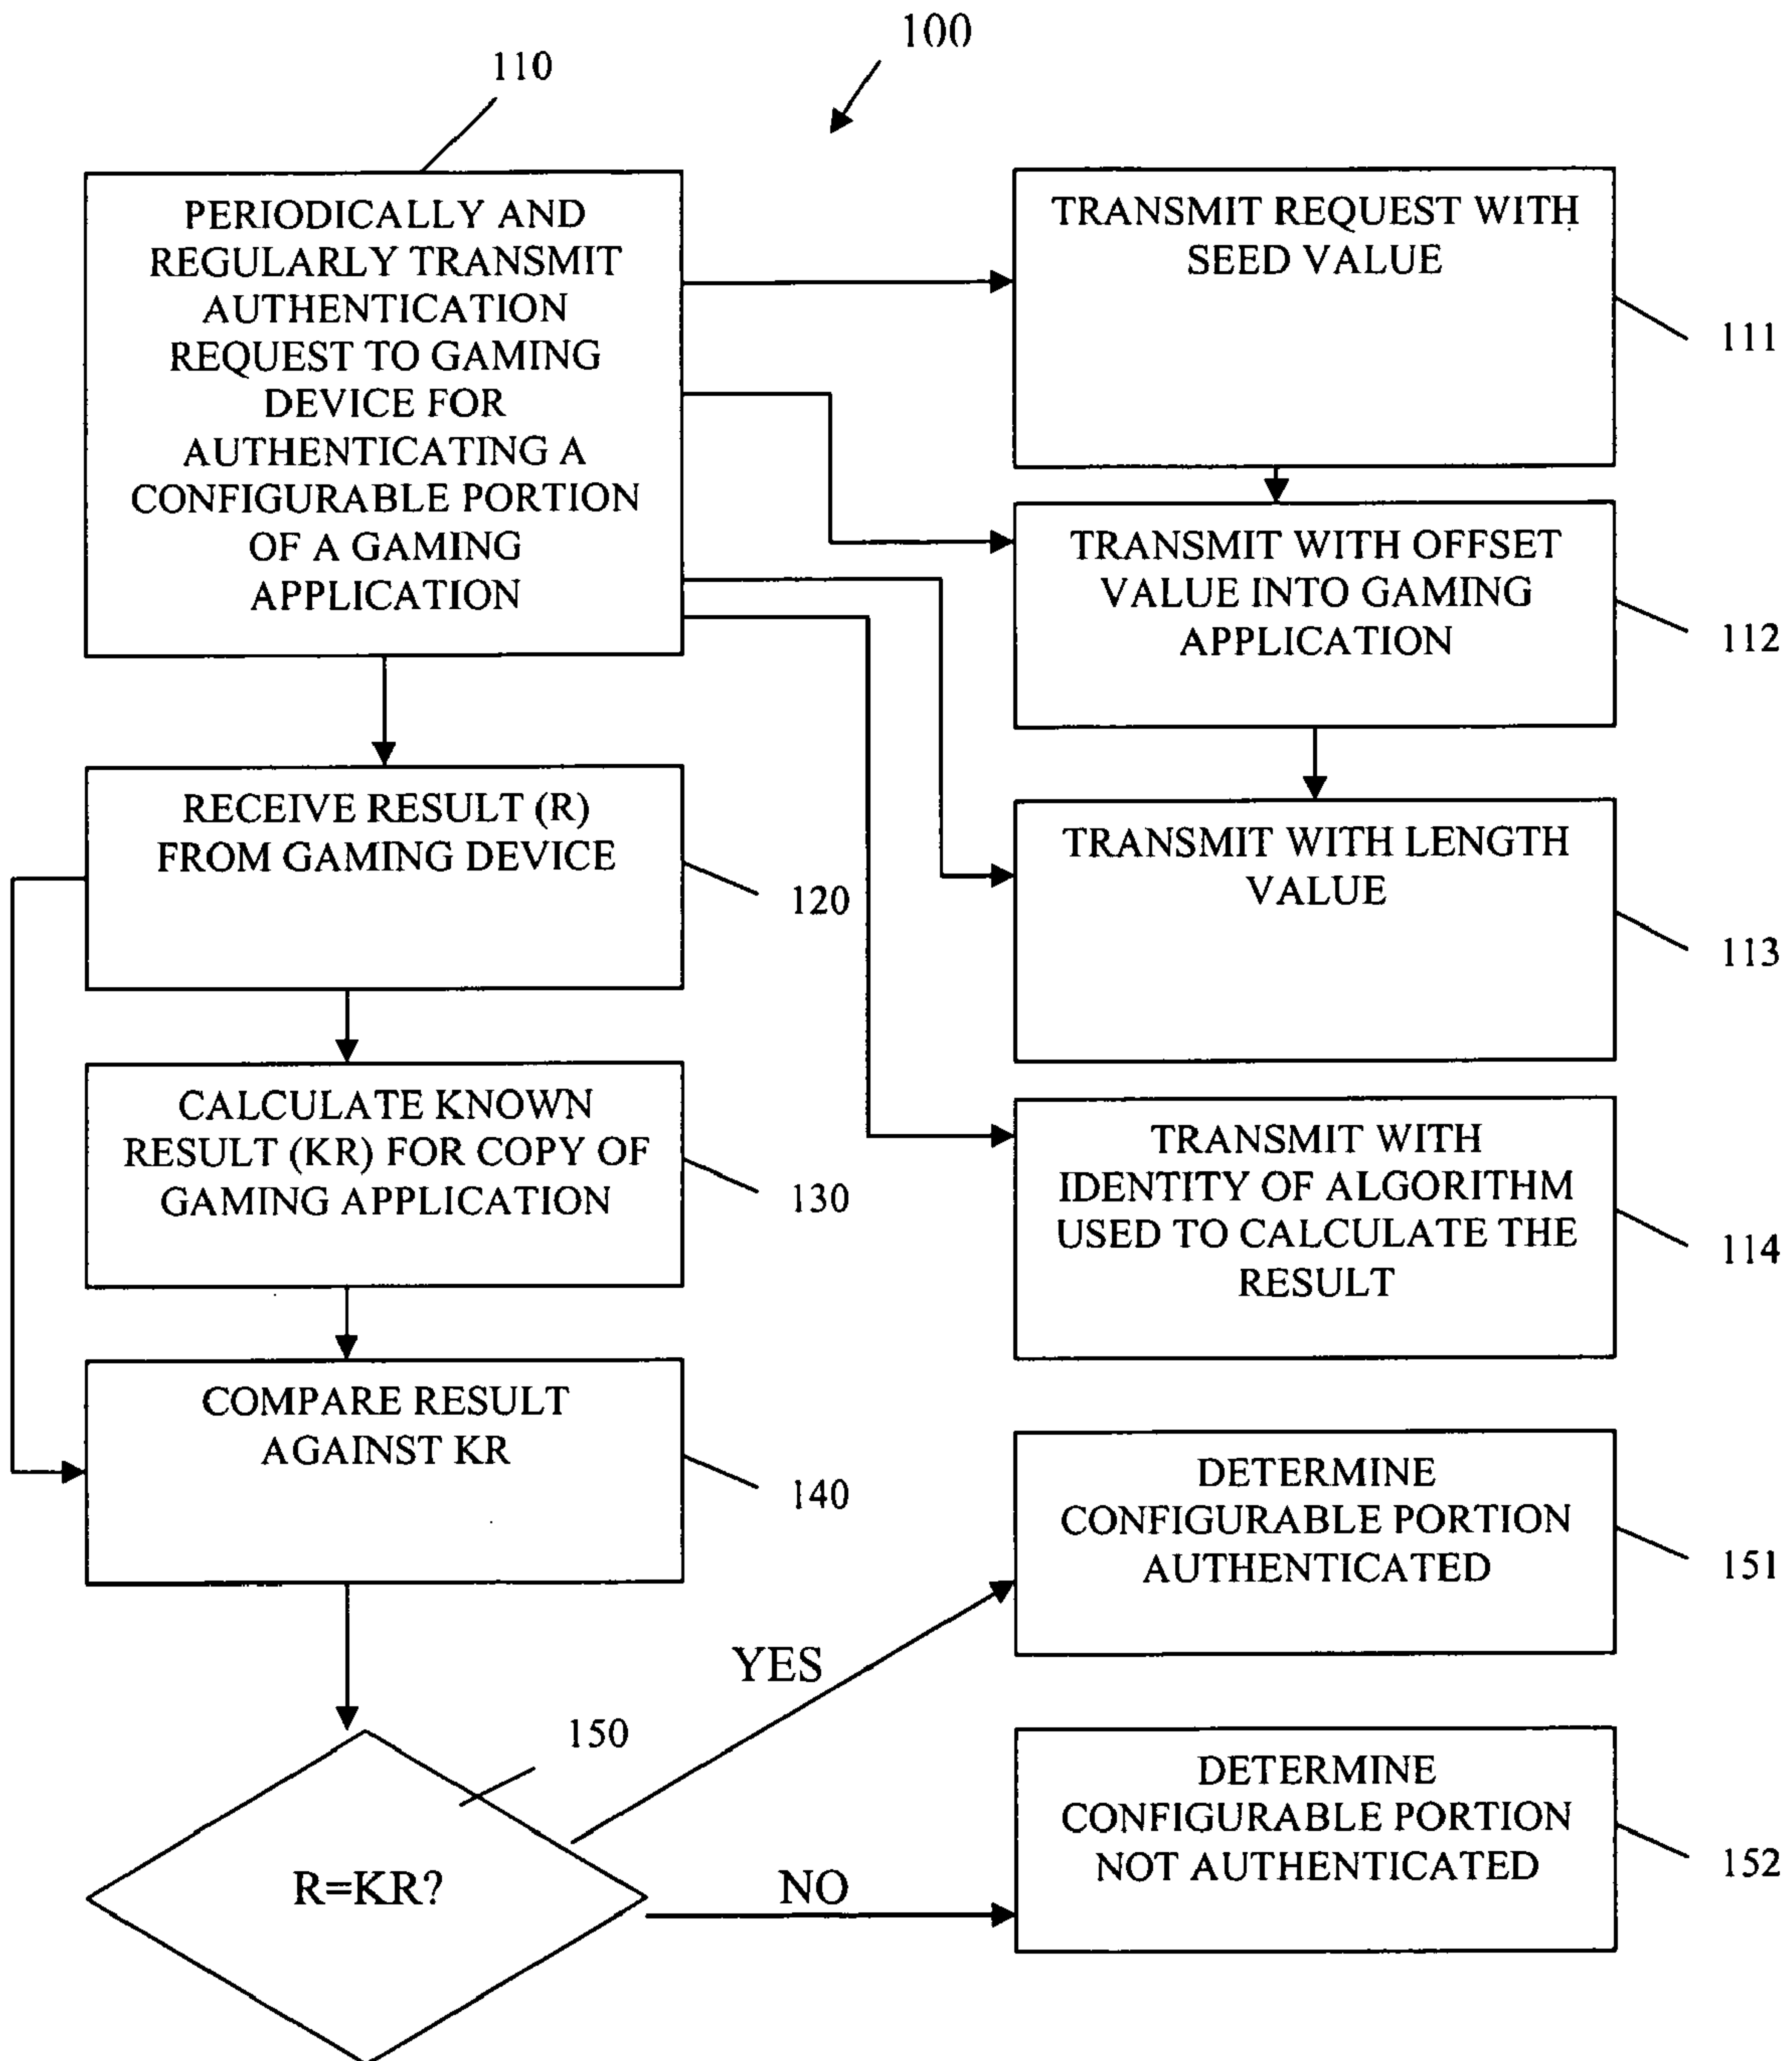 100
110
PERIODICALLY AND
REGULARLY TRANSMIT
AUTHENTICATION
REQUEST TO GAMING
DEVICE FOR
AUTHENTICATING A
CONFIGURABLE PORTION
OF A GAMING
APPLICATION
TRANSMIT REQUEST WITH
SEED VALUE
111
TRANSMIT WITH OFFSET
VALUE INTO GAMING
APPLICATION
112
RECEIVE RESULT (R)
FROM GAMING DEVICE
120
TRANSMIT WITH LENGTH
VALUE
113
CALCULATE KNOWN
RESULT (KR) FOR COPY OF
GAMING APPLICATION
130
TRANSMIT WITH
IDENTITY OF ALGORITHM
USED TO CALCULATE THE
RESULT
114
COMPARE RESULT
AGAINST KR
140
DETERMINE
CONFIGURABLE PORTION
AUTHENTICATED
151
YES
150
R=KR?
NO
DETERMINE
CONFIGURABLE PORTION
NOT AUTHENTICATED
152